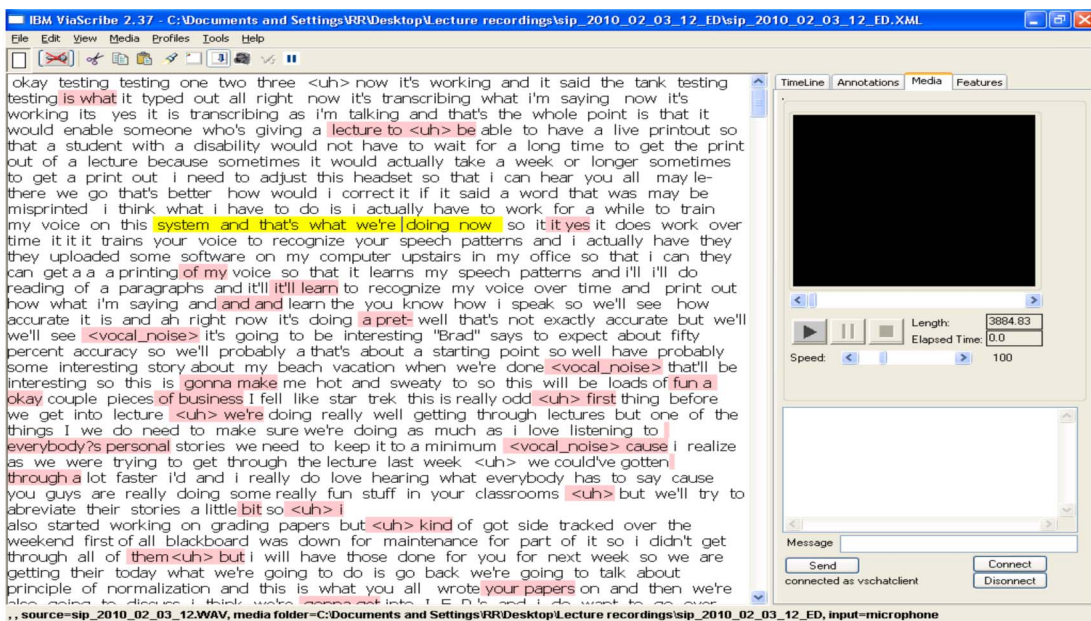 IBM ViaScribe 2.37 - C:\Documents and Settings\RR\Desktop\Lecture recordings\sip_2010_02_03_12_ED\sip_2010_02_03_12_ED.XML
File Edit View Media Profiles Tools Help
okay testing testing one two three <uh> now it's working and it said the tank testing
testing is what it typed out all right now it's transcribing what i'm saying now it's
working its yes it is transcribing as i'm talking and that's the whole point is that it
would enable someone who's giving a lecture to <uh> be able to have a live printout so
that a student with a disability would not have to wait for a long time to get the print
out of a lecture because sometimes it would actually take a week or longer sometimes
to get a print out i need to adjust this headset so that i can hear you all may le-
there we go that's better how would i correct it if it said a word that was may be
misprinted i think what i have to do is i actually have to work for a while to train
my voice on this system and that's what we're doing now so it it yes it does work over
time it it it trains your voice to recognize your speech patterns and i actually have they
they uploaded some software on my computer upstairs in my office so that i can they
can get a a a printing of my voice so that it learns my speech patterns and i'll i'll do
reading of a paragraphs and it'll it'll learn to recognize my voice over time and print out
how what i'm saying and and and learn the you know how i speak so we'll see how
accurate it is and ah right now it's doing a pret- well that's not exactly accurate but we'll
we'll see <vocal_noise> it's going to be interesting "Brad" says to expect about fifty
percent accuracy so we'll probably a that's about a starting point so well have probably
some interesting story about my beach vacation when we're done <vocal_noise> that'll be
interesting so this is gonna make me hot and sweaty to so this will be loads of fun a
okay couple pieces of business I fell like star trek this is really odd <uh> first thing before
we get into lecture <uh> we're doing really well getting through lectures but one of the
things I we do need to make sure we're doing as much as i love listening to
everybody?s personal stories we need to keep it to a minimum <vocal_noise> cause i realize
as we were trying to get through the lecture last week <uh> we could've gotten
through a lot faster i'd and i really do love hearing what everybody has to say cause
you guys are really doing some really fun stuff in your classrooms <uh> but we'll try to
abreviate their stories a little bit so <uh> i
also started working on grading papers but <uh> kind of got side tracked over the
weekend first of all blackboard was down for maintenance for part of it so i didn't get
through all of them <uh> but i will have those done for you for next week so we are
getting their today what we're going to do is go back we're going to talk about
principle of normalization and this is what you all wrote your papers on and then we're
also going to discuss i think we're gonna get into I E P's and i do want to go over
TimeLine Annotations Media Features
Length: 3884.83
Elapsed Time: 0.0
Speed: 100
Message
Send Connect
connected as vschatclient Disconnect
, , source=sip_2010_02_03_12.WAV, media folder=C:\Documents and Settings\RR\Desktop\Lecture recordings\sip_2010_02_03_12_ED, input=microphone